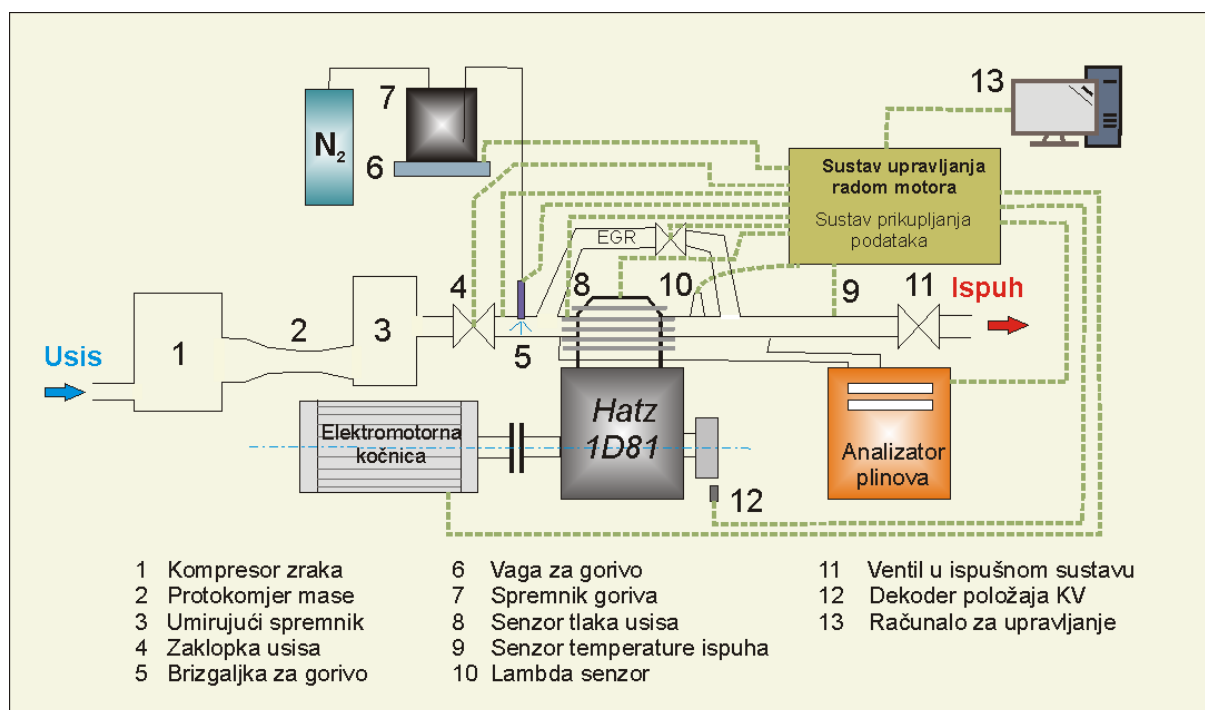 13
7
N2
6
Sustav upravljanja
radom motora
Sustav prikupljanja
podataka
EGR
4
8
10
9
11
Ispuh
3
2
1
5
Usis
Elektromotorna
kočnica
Hatz
1D81
Analizator
plinova
12
1 Kompresor zraka
2 Protokomjer mase
3 Umirujući spremnik
4 Zaklopka usisa
5 Brizgaljka za gorivo
6 Vaga za gorivo
7 Spremnik goriva
8 Senzor tlaka usisa
9 Senzor temperature ispuha
10 Lambda senzor
11 Ventil u ispušnom sustavu
12 Dekoder položaja KV
13 Računalo za upravljanje